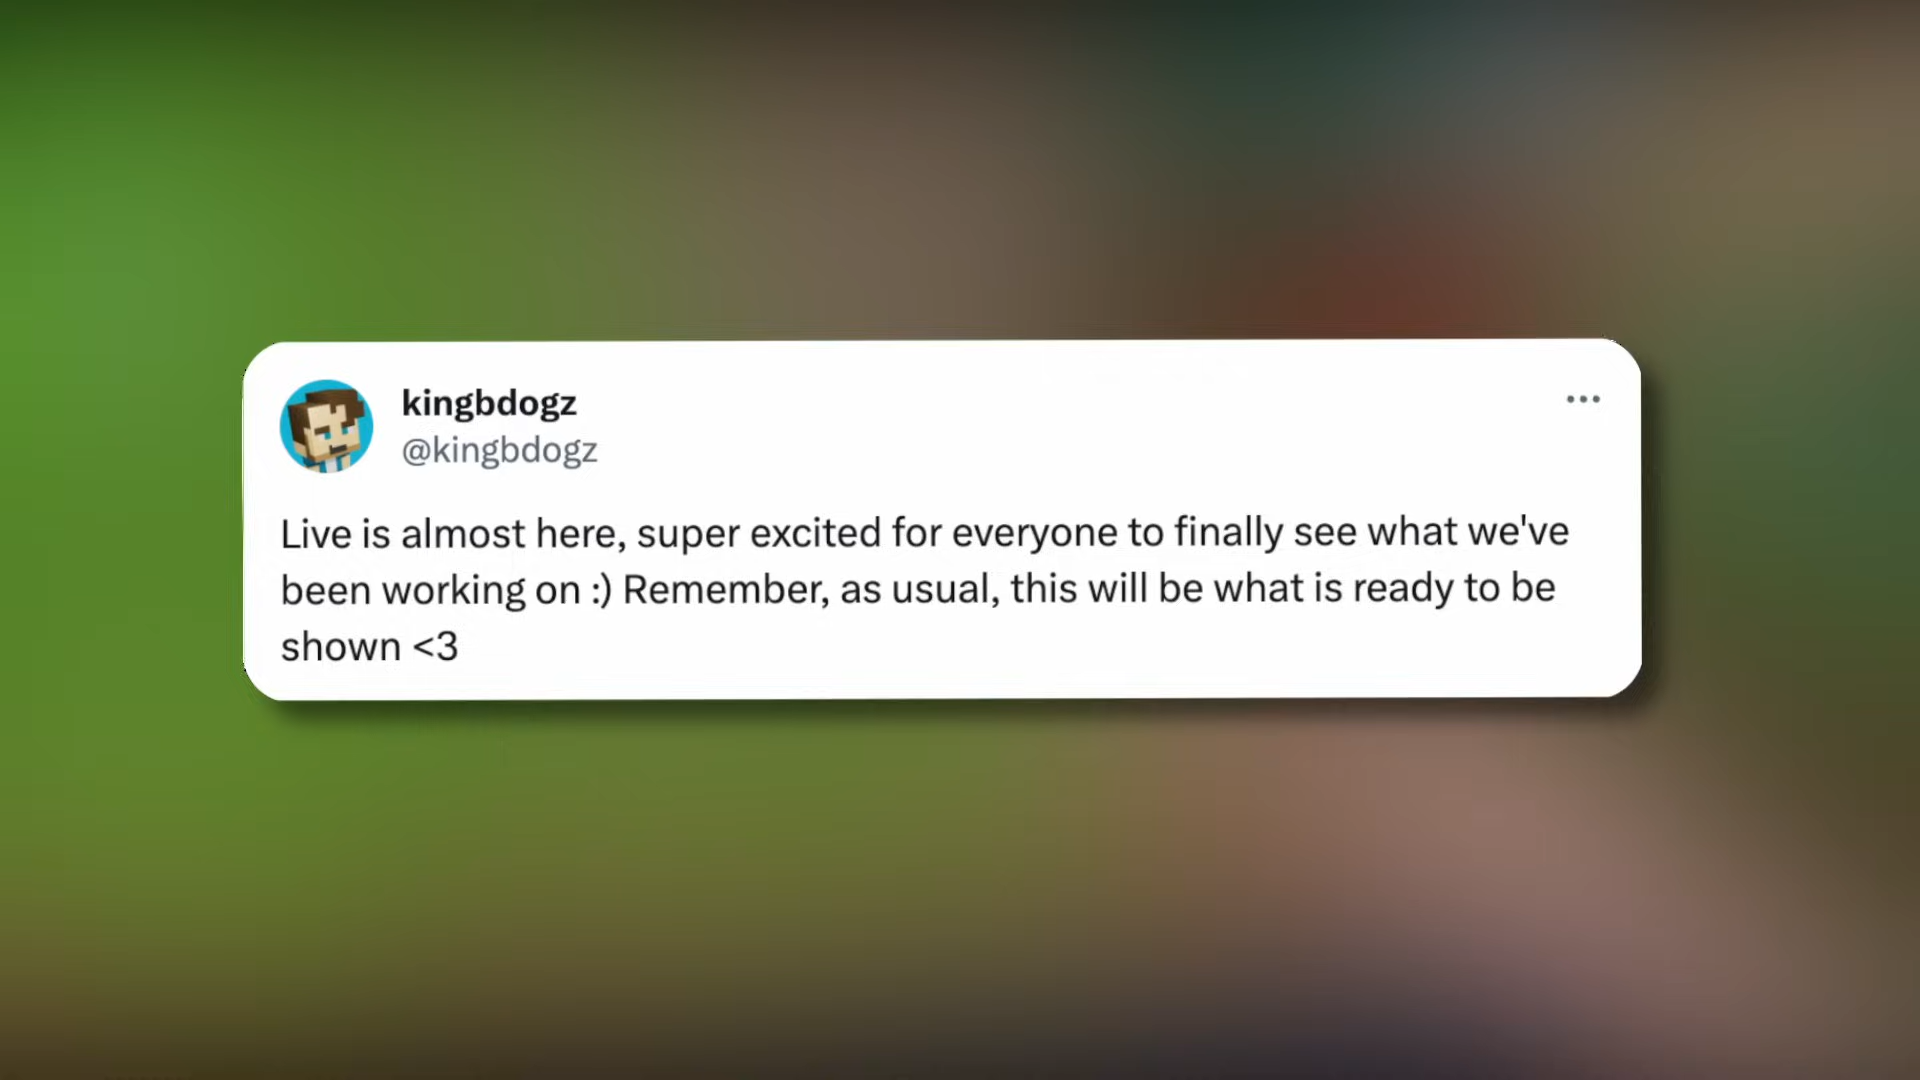 kingbdogz
@kingbdogz
Live is almost here, super excited for everyone to finally see what we've
been working on :) Remember, as usual, this will be what is ready to be
shown <3